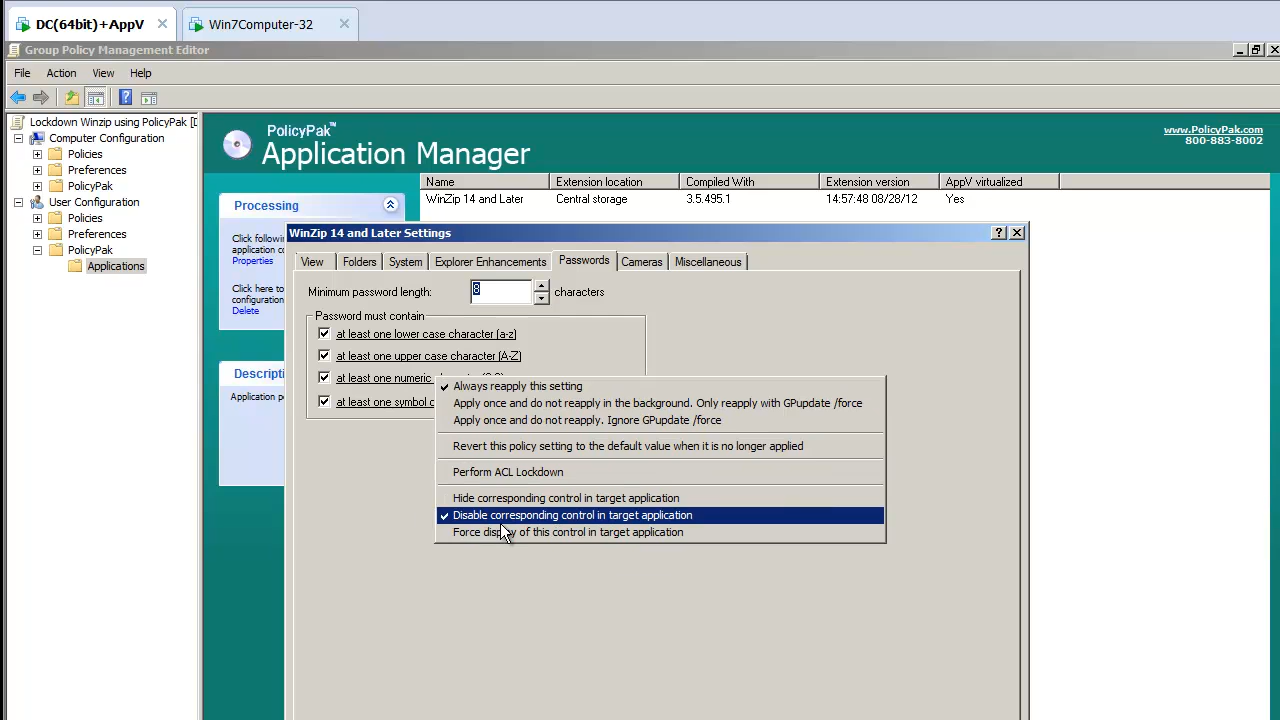 DC(64bit)+AppV
Win7Computer-32
Group Policy Management Editor
File Action View Help
Lockdown Winzip using PolicyPak [D
Computer Configuration
Policies
Preferences
PolicyPak
User Configuration
Policies
Preferences
PolicyPak
Applications
PolicyPak™
Application Manager
www.PolicyPak.com
800-883-8002
Name Extension location Compiled With Extension version AppV virtualized
WinZip 14 and Later Central storage 3.5.495.1 14:57:48 08/28/12 Yes
Processing
Click followin
application co
Properties
Click here to
configuration
Delete
Descripti
Application po
WinZip 14 and Later Settings
View Folders System Explorer Enhancements Passwords Cameras Miscellaneous
Minimum password length: 8 characters
Password must contain
at least one lower case character (a-z)
at least one upper case character (A-Z)
at least one numeric
at least one symbol c
Always reapply this setting
Apply once and do not reapply in the background. Only reapply with GPupdate /force
Apply once and do not reapply. Ignore GPupdate /force
Revert this policy setting to the default value when it is no longer applied
Perform ACL Lockdown
Hide corresponding control in target application
Disable corresponding control in target application
Force display of this control in target application